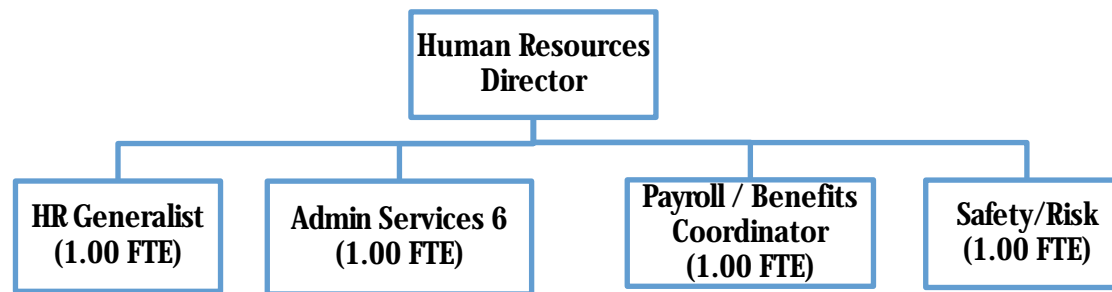 Human Resources
Director
HR Generalist
(1.00 FTE)
Admin Services 6
(1.00 FTE)
Payroll / Benefits
Coordinator
(1.00 FTE)
Safety/Risk
(1.00 FTE)